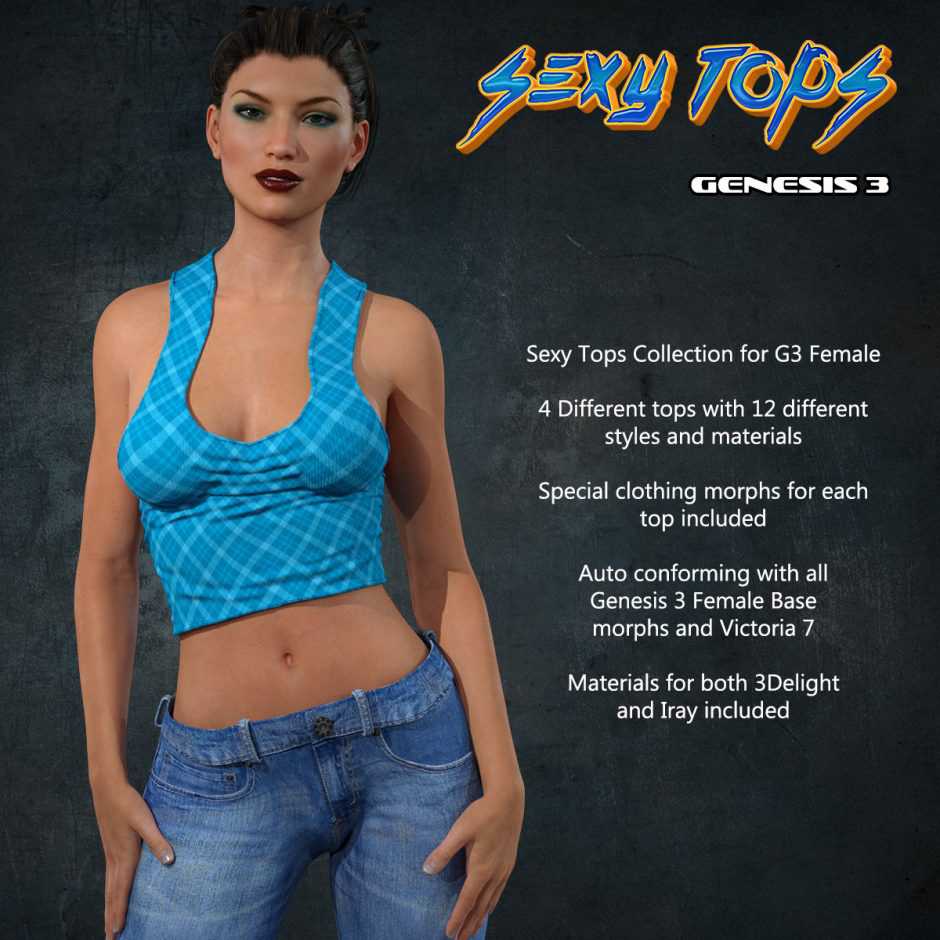 SEXY TOPS
GENESIS 3
Sexy Tops Collection for G3 Female
4 Different tops with 12 different
styles and materials
Special clothing morphs for each
top included
Auto conforming with all
Genesis 3 Female Base
morphs and Victoria 7
Materials for both 3Delight
and Iray included